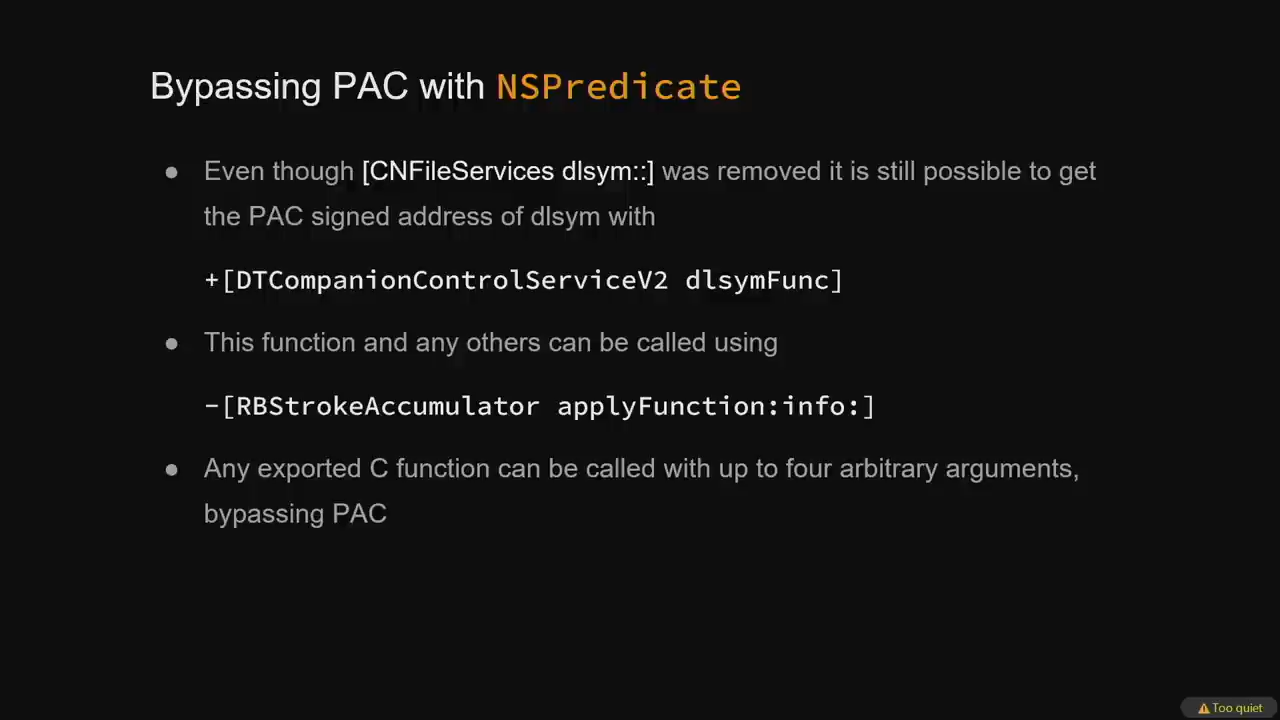 Bypassing PAC with NSPredicate
● Even though [CNFileServices dlsym::] was removed it is still possible to get
the PAC signed address of dlsym with
+[DTCompanionControlServiceV2 dlsymFunc]
● This function and any others can be called using
-[RBStrokeAccumulator applyFunction:info:]
● Any exported C function can be called with up to four arbitrary arguments,
bypassing PAC
⚠ Too quiet